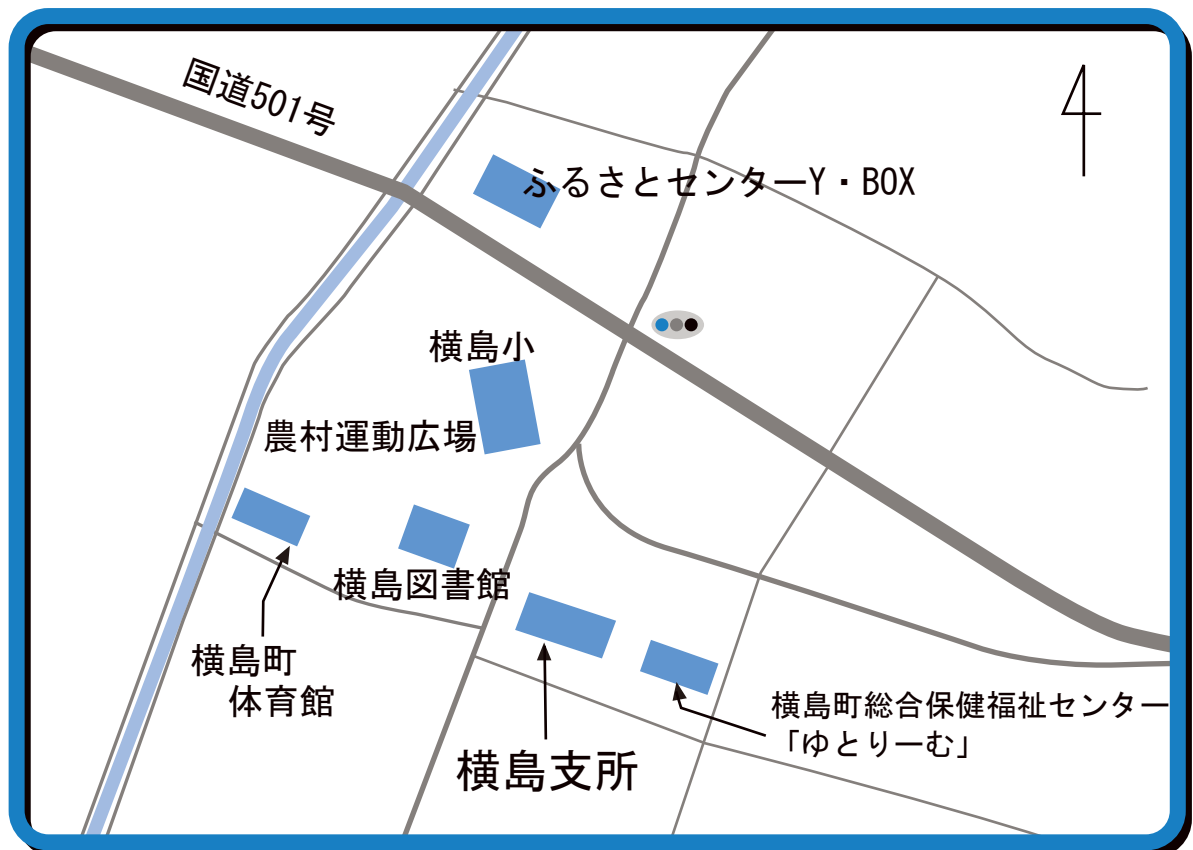 国道501号
ふるさとセンターY・BOX
横島小
農村運動広場
横島図書館
横島町
体育館
横島支所
横島町総合保健福祉センター
「ゆとりーむ」